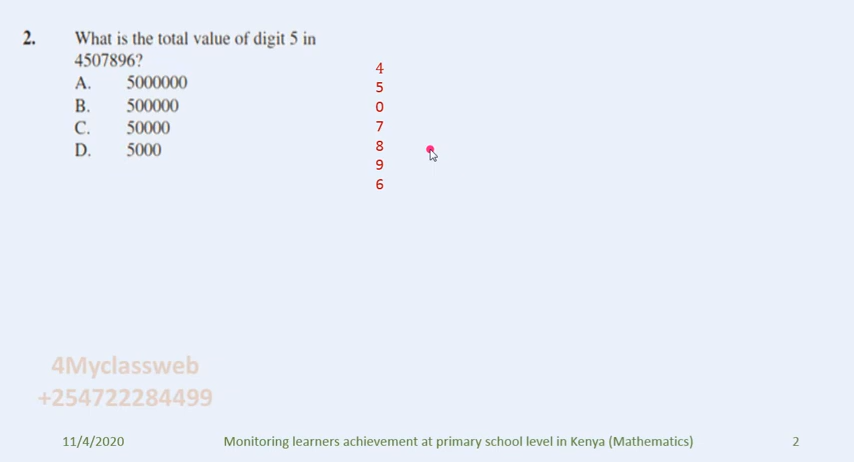 2. What is the total value of digit 5 in
4507896?
A. 5000000
B. 500000
C. 50000
D. 5000
4
5
0
7
8
9
6
4Myclassweb
+254722284499
11/4/2020 Monitoring learners achievement at primary school level in Kenya (Mathematics) 2